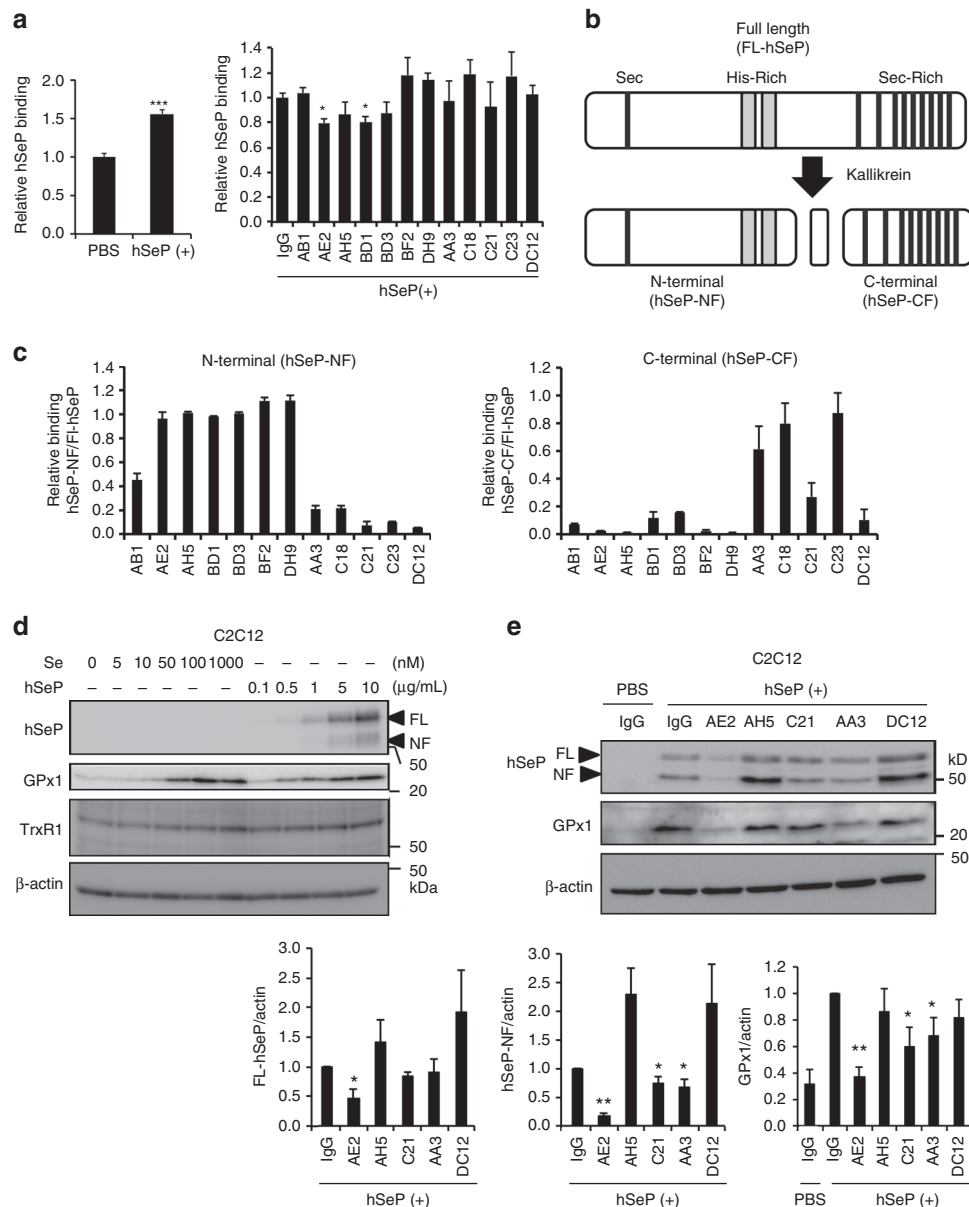 a
Relative hSeP binding
2.0
1.5
1.0
0.5
0
***
PBS
hSeP (+)
Relative hSeP binding
1.4
1.2
1.0
0.8
0.6
0.4
0.2
0
* *
IgG AB1 AE2 AH5 BD1 BD3 BF2 DH9 AA3 C18 C21 C23 DC12
hSeP(+)
b
Full length
(FL-hSeP)
Sec His-Rich Sec-Rich
Kallikrein
N-terminal
(hSeP-NF)
C-terminal
(hSeP-CF)
c
N-terminal (hSeP-NF)
Relative binding
hSeP-NF/Fl-hSeP
1.2
1.0
0.8
0.6
0.4
0.2
0.0
AB1 AE2 AH5 BD1 BD3 BF2 DH9 AA3 C18 C21 C23 DC12
C-terminal (hSeP-CF)
Relative binding
hSeP-CF/Fl-hSeP
1.2
1.0
0.8
0.6
0.4
0.2
0.0
AB1 AE2 AH5 BD1 BD3 BF2 DH9 AA3 C18 C21 C23 DC12
d
C2C12
Se 0 5 10 50 100 1000 – – – – – (nM)
hSeP – – – – – – 0.1 0.5 1 5 10 (μg/mL)
hSeP
FL
NF
50
GPx1
20
TrxR1
50
50
β-actin
kDa
e
C2C12
PBS hSeP (+)
IgG IgG AE2 AH5 C21 AA3 DC12
hSeP
FL
NF
kD
50
GPx1
20
50
β-actin
FL-hSeP/actin
3.0
2.5
2.0
1.5
1.0
0.5
0.0
*
IgG AE2 AH5 C21 AA3 DC12
hSeP (+)
hSeP-NF/actin
3.0
2.5
2.0
1.5
1.0
0.5
0.0
** * *
IgG AE2 AH5 C21 AA3 DC12
hSeP (+)
GPx1/actin
1.2
1
0.8
0.6
0.4
0.2
0
** * *
IgG IgG AE2 AH5 C21 AA3 DC12
PBS hSeP (+)